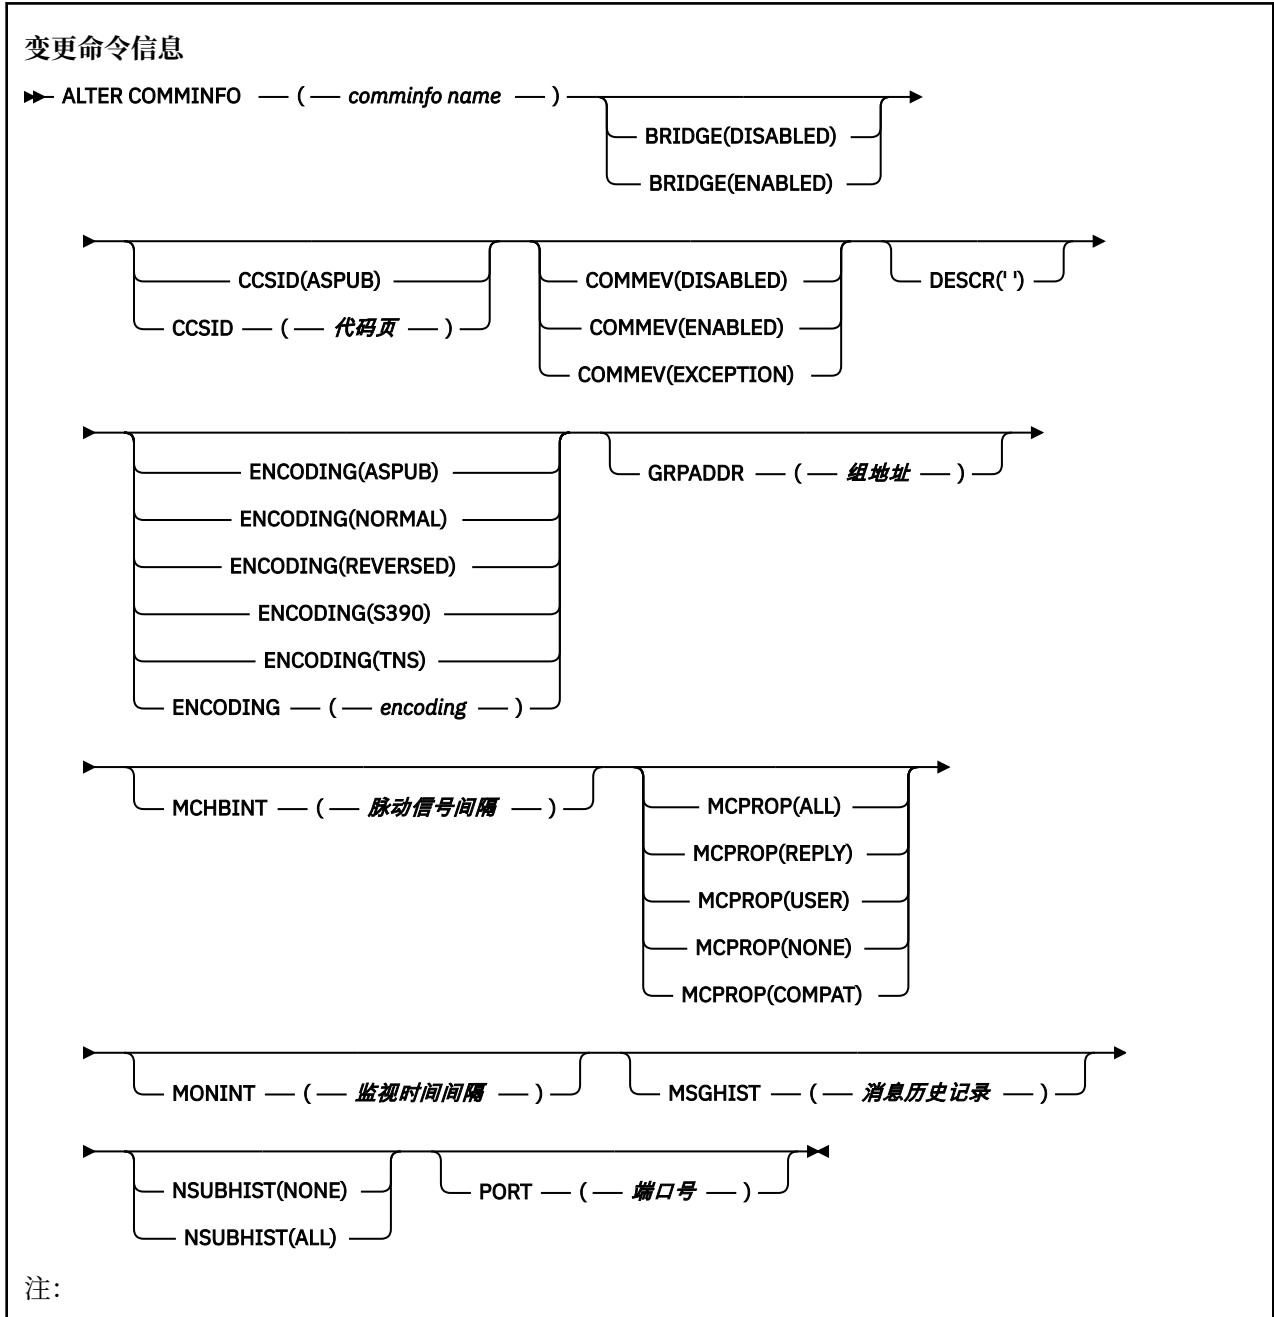 变更命令信息
ALTER COMMINFO ( comminfo name )
BRIDGE(DISABLED)
BRIDGE(ENABLED)
CCSID(ASPUB)
CCSID ( 代码页 )
COMMEV(DISABLED)
COMMEV(ENABLED)
COMMEV(EXCEPTION)
DESCR(' ')
ENCODING(ASPUB)
ENCODING(NORMAL)
ENCODING(REVERSED)
ENCODING(S390)
ENCODING(TNS)
ENCODING ( encoding )
GRPADDR ( 组地址 )
MCHBINT ( 脉动信号间隔 )
MCPROP(ALL)
MCPROP(REPLY)
MCPROP(USER)
MCPROP(NONE)
MCPROP(COMPAT)
MONINT ( 监视时间间隔 )
MSGHIST ( 消息历史记录 )
NSUBHIST(NONE)
NSUBHIST(ALL)
PORT ( 端口号 )
注：